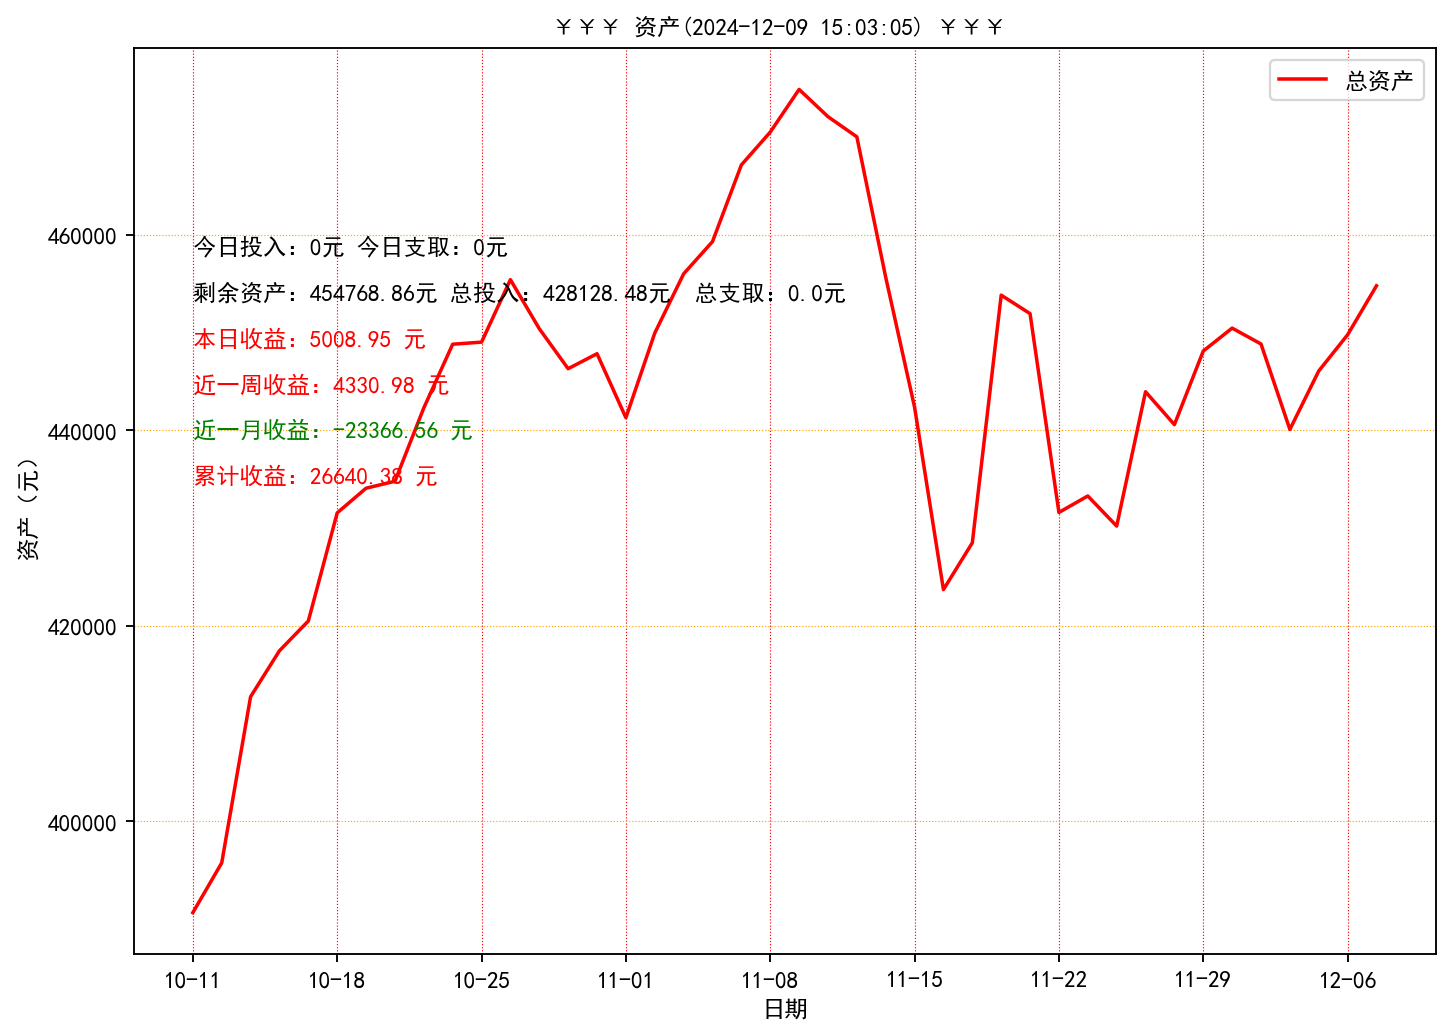 ￥￥￥ 资产(2024-12-09 15:03:05) ￥￥￥
总资产
460000
440000
420000
400000
资产（元）
今日投入：0元 今日支取：0元
剩余资产：454768.86元 总投入：428128.48元  总支取：0.0元
本日收益：5008.95 元
近一周收益：4330.98 元
近一月收益：-23366.56 元
累计收益：26640.38 元
10-11 10-18 10-25 11-01 11-08 11-15 11-22 11-29 12-06
日期